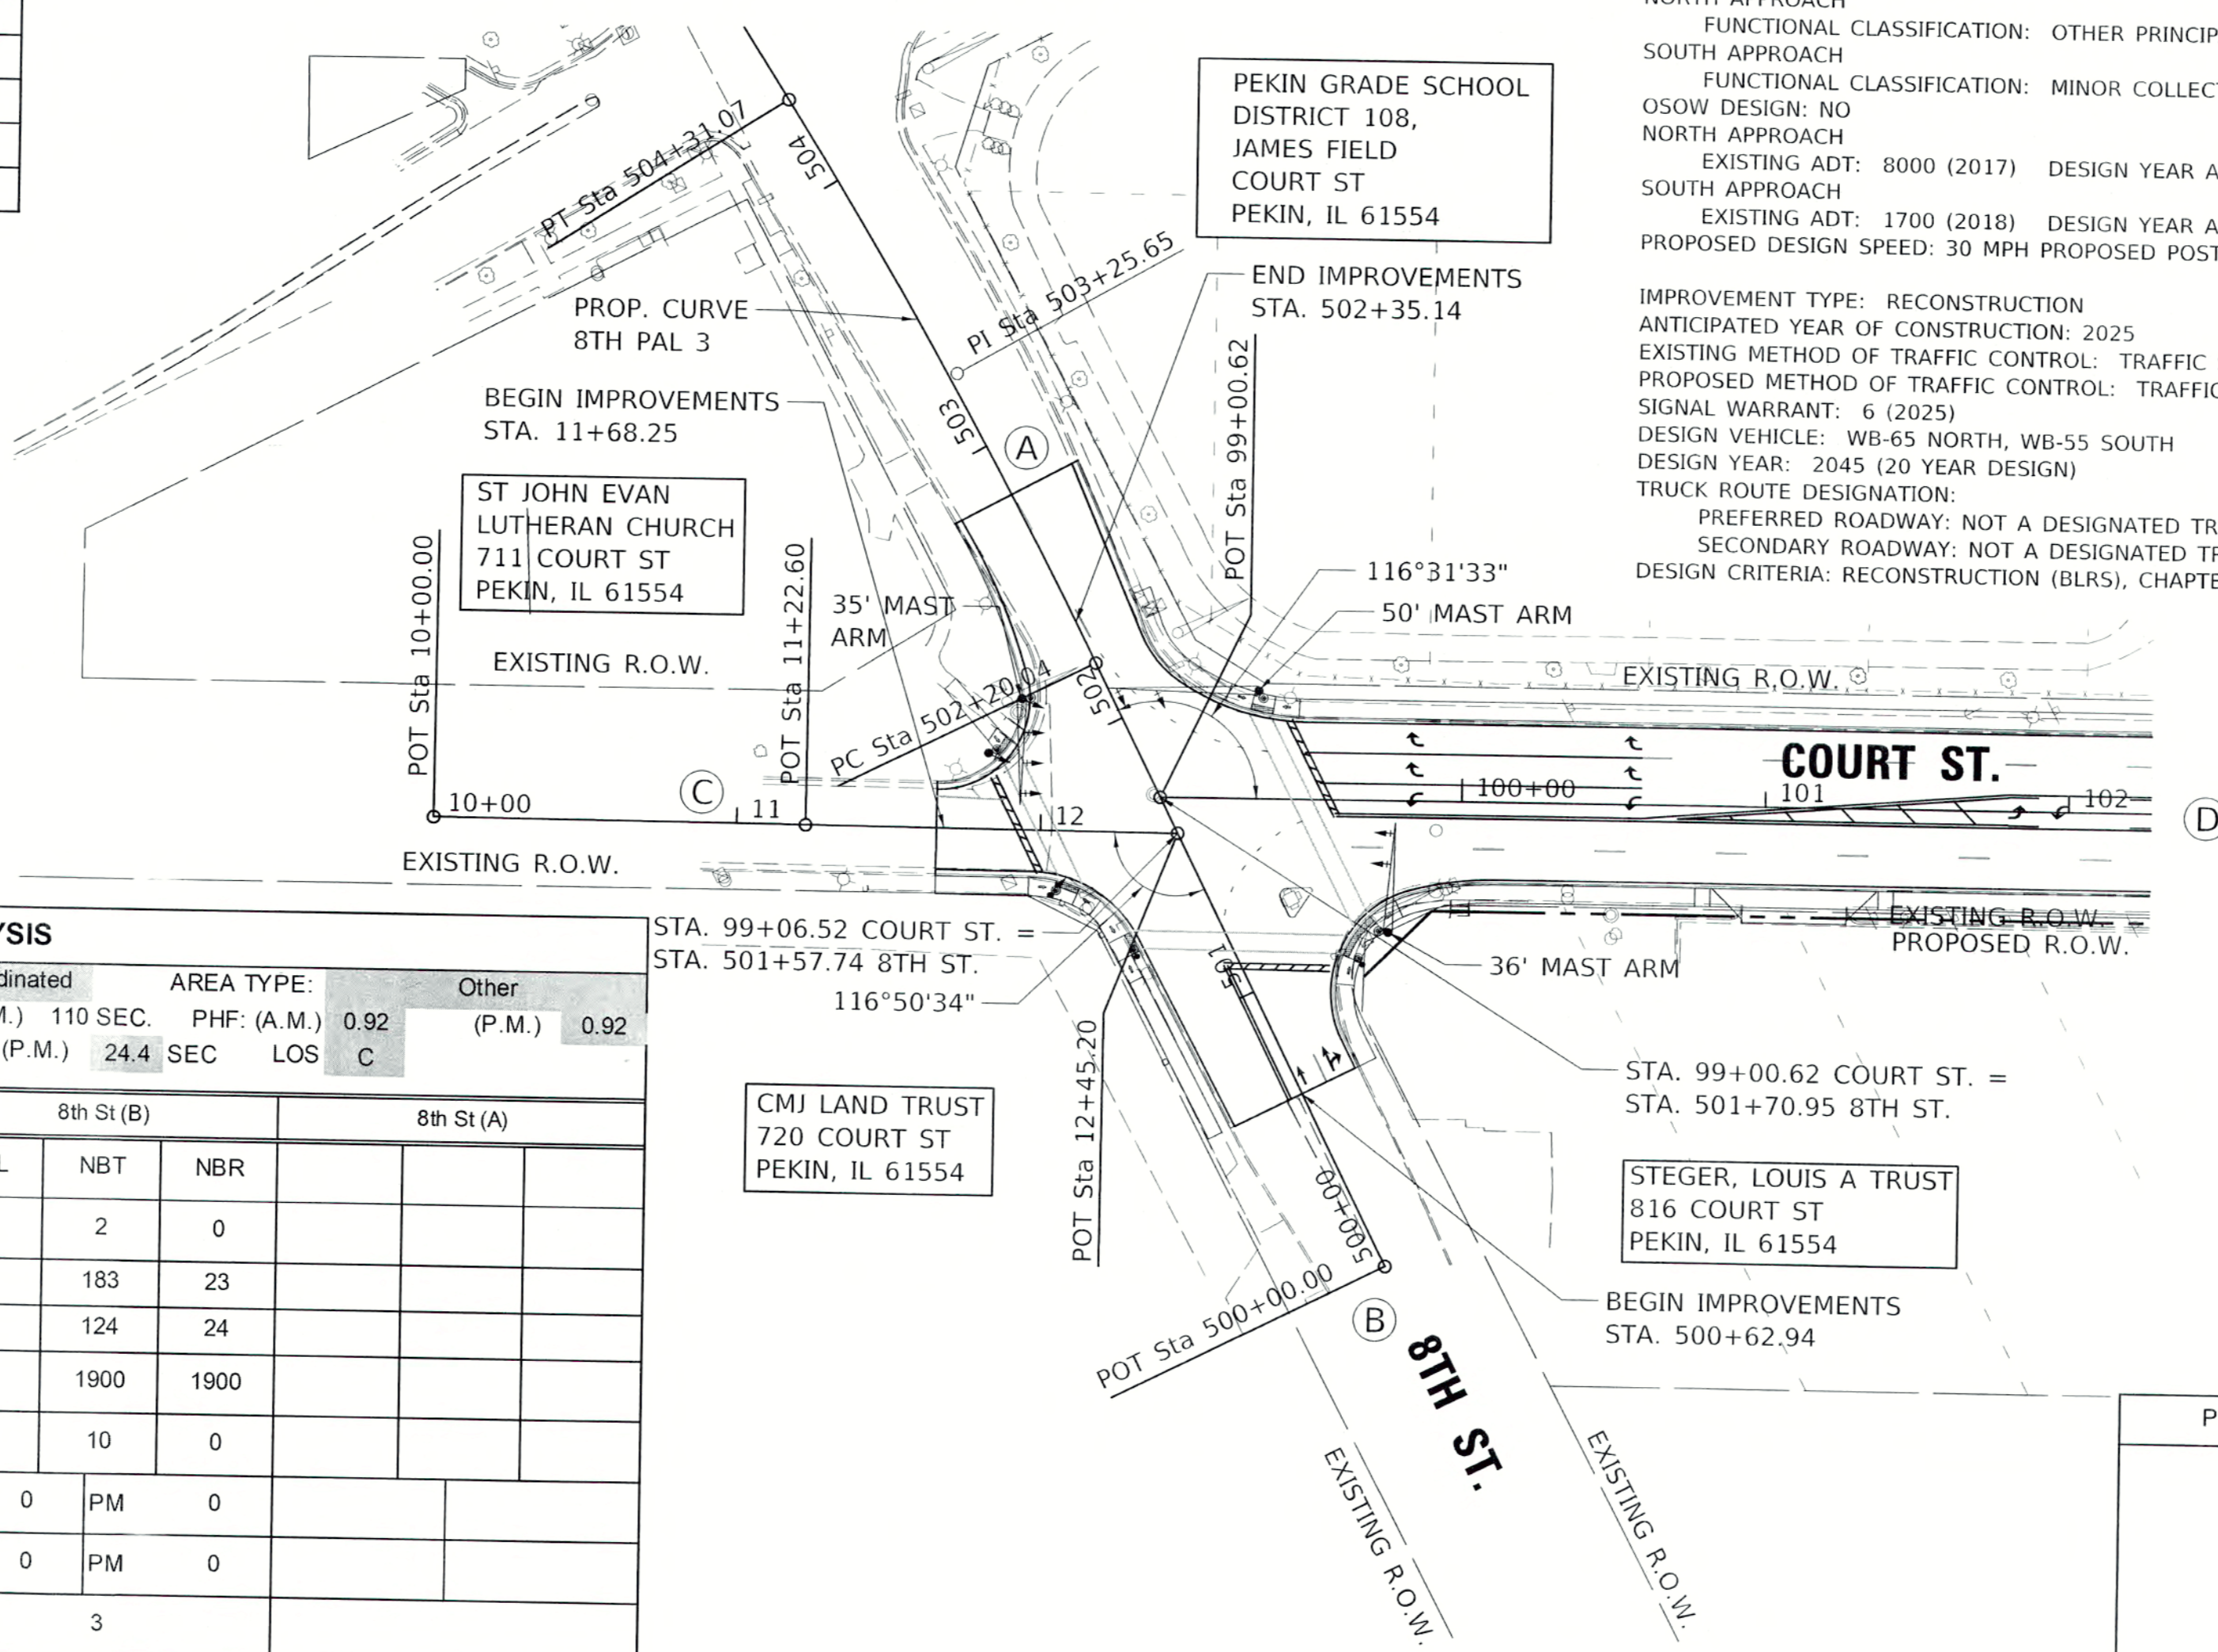 NORTH APPROACH
FUNCTIONAL CLASSIFICATION: OTHER
SOUTH APPROACH
FUNCTIONAL CLASSIFICATION: MINOR
OSOW DESIGN: NO
NORTH APPROACH
EXISTING ADT: 8000 (2017) DESIGN YEAR
SOUTH APPROACH
EXISTING ADT: 1700 (2018) DESIGN YEAR
PROPOSED DESIGN SPEED: 30 MPH PROPOSED
IMPROVEMENT TYPE: RECONSTRUCTION
ANTICIPATED YEAR OF CONSTRUCTION: 2025
EXISTING METHOD OF TRAFFIC CONTROL: TRAFFIC
PROPOSED METHOD OF TRAFFIC CONTROL: TRAFFIC
SIGNAL WARRANT: 6 (2025)
DESIGN VEHICLE: WB-65 NORTH, WB-55 SOUTH
DESIGN YEAR: 2045 (20 YEAR DESIGN)
TRUCK ROUTE DESIGNATION:
PREFERRED ROADWAY: NOT A DESIGNATED
SECONDARY ROADWAY: NOT A DESIGNATED
DESIGN CRITERIA: RECONSTRUCTION (BLRS),
PEKIN GRADE SCHOOL
DISTRICT 108,
JAMES FIELD
COURT ST
PEKIN, IL 61554
PT Sta 504+31.07
504
PI Sta 503+25.65
PROP. CURVE
8TH PAL 3
END IMPROVEMENTS
STA. 502+35.14
BEGIN IMPROVEMENTS
STA. 11+68.25
503
A
POT Sta 99+00.62
ST JOHN EVAN
LUTHERAN CHURCH
711 COURT ST
PEKIN, IL 61554
POT Sta 10+00.00
POT Sta 11+22.60
35' MAST
ARM
116°31'33"
50' MAST ARM
EXISTING R.O.W.
EXISTING R.O.W.
PC Sta 502+20.04
502
COURT ST.
10+00
C
11
12
100+00
101
102
D
EXISTING R.O.W.
EXISTING R.O.W.
PROPOSED R.O.W.
STA. 99+06.52 COURT ST. =
STA. 501+57.74 8TH ST.
116°50'34"
501
36' MAST ARM
POT Sta 12+45.20
STA. 99+00.62 COURT ST. =
STA. 501+70.95 8TH ST.
CMJ LAND TRUST
720 COURT ST
PEKIN, IL 61554
STEGER, LOUIS A TRUST
816 COURT ST
PEKIN, IL 61554
500+00
POT Sta 500+00.00
B
BEGIN IMPROVEMENTS
STA. 500+62.94
8TH ST.
EXISTING R.O.W.
EXISTING R.O.W.
AREA TYPE: Other
110 SEC. PHF: (A.M.) 0.92 (P.M.) 0.92
(P.M.) 24.4 SEC LOS C
8th St (B) 8th St (A)
NBT NBR
2 0
183 23
124 24
1900 1900
10 0
0 PM 0
0 PM 0
3